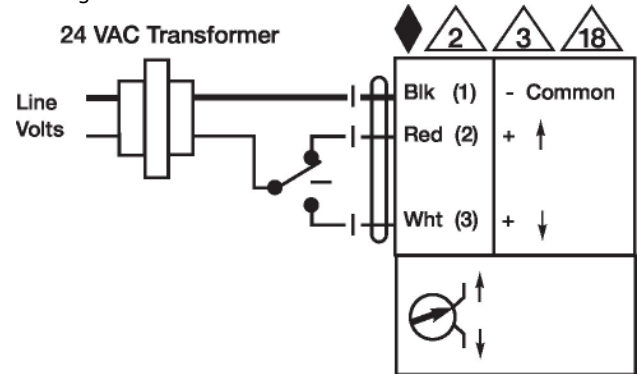 24 VAC Transformer
2 3 18
Line
Volts
Blk (1) - Common
Red (2) +
Wht (3) +